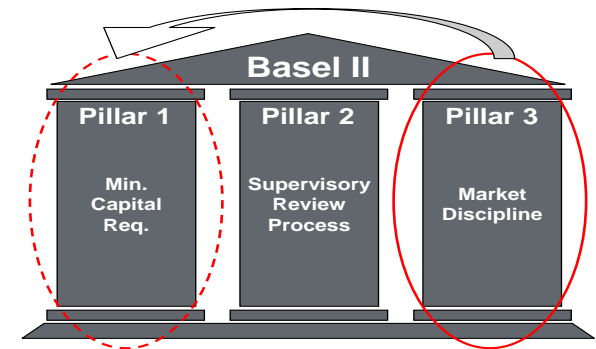 Basel II
Pillar 1
Min.
Capital
Req.
Pillar 2
Supervisory
Review
Process
Pillar 3
Market
Discipline